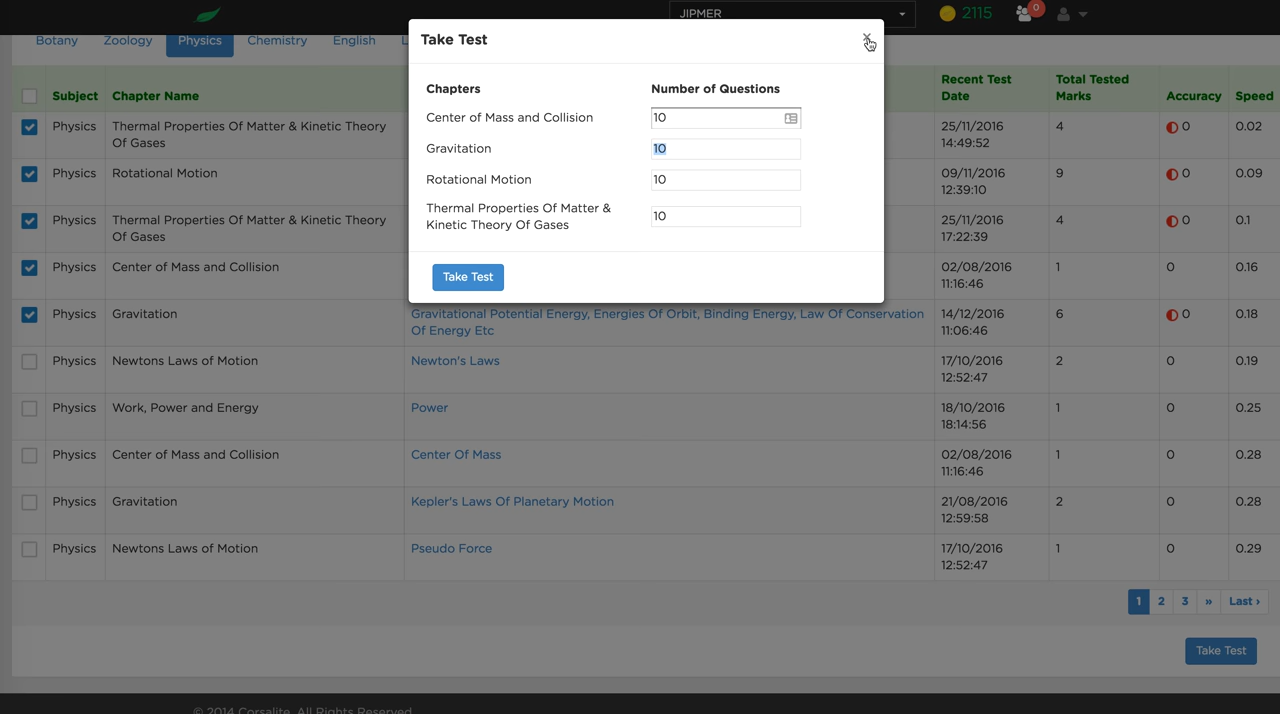 JIPMER
2115
0
Botany Zoology Physics Chemistry English
Take Test
×
Chapters Number of Questions
Center of Mass and Collision 10
Gravitation 10
Rotational Motion 10
Thermal Properties Of Matter &
Kinetic Theory Of Gases 10
Take Test
Subject Chapter Name Recent Test
Date Total Tested
Marks Accuracy Speed
Physics Thermal Properties Of Matter & Kinetic Theory
Of Gases 25/11/2016
14:49:52 4 0 0.02
Physics Rotational Motion 09/11/2016
12:39:10 9 0 0.09
Physics Thermal Properties Of Matter & Kinetic Theory
Of Gases 25/11/2016
17:22:39 4 0 0.1
Physics Center of Mass and Collision 02/08/2016
11:16:46 1 0 0.16
Physics Gravitation Gravitational Potential Energy, Energies Of Orbit, Binding Energy, Law Of Conservation
Of Energy Etc 14/12/2016
11:06:46 6 0 0.18
Physics Newtons Laws of Motion Newton's Laws 17/10/2016
12:52:47 2 0 0.19
Physics Work, Power and Energy Power 18/10/2016
18:14:56 1 0 0.25
Physics Center of Mass and Collision Center Of Mass 02/08/2016
11:16:46 1 0 0.28
Physics Gravitation Kepler's Laws Of Planetary Motion 21/08/2016
12:59:58 2 0 0.28
Physics Newtons Laws of Motion Pseudo Force 17/10/2016
12:52:47 1 0 0.29
1 2 3 » Last ›
Take Test
© 2014 Corsalite. All Rights Reserved